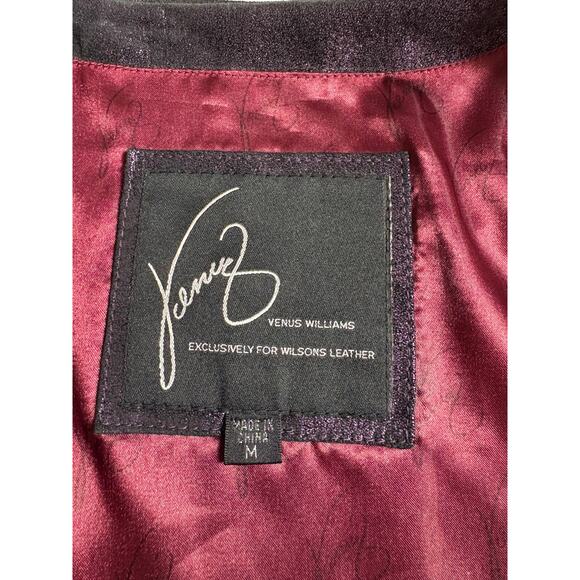 Venus
VENUS WILLIAMS
EXCLUSIVELY FOR WILSONS LEATHER
MADE IN
CHINA
M